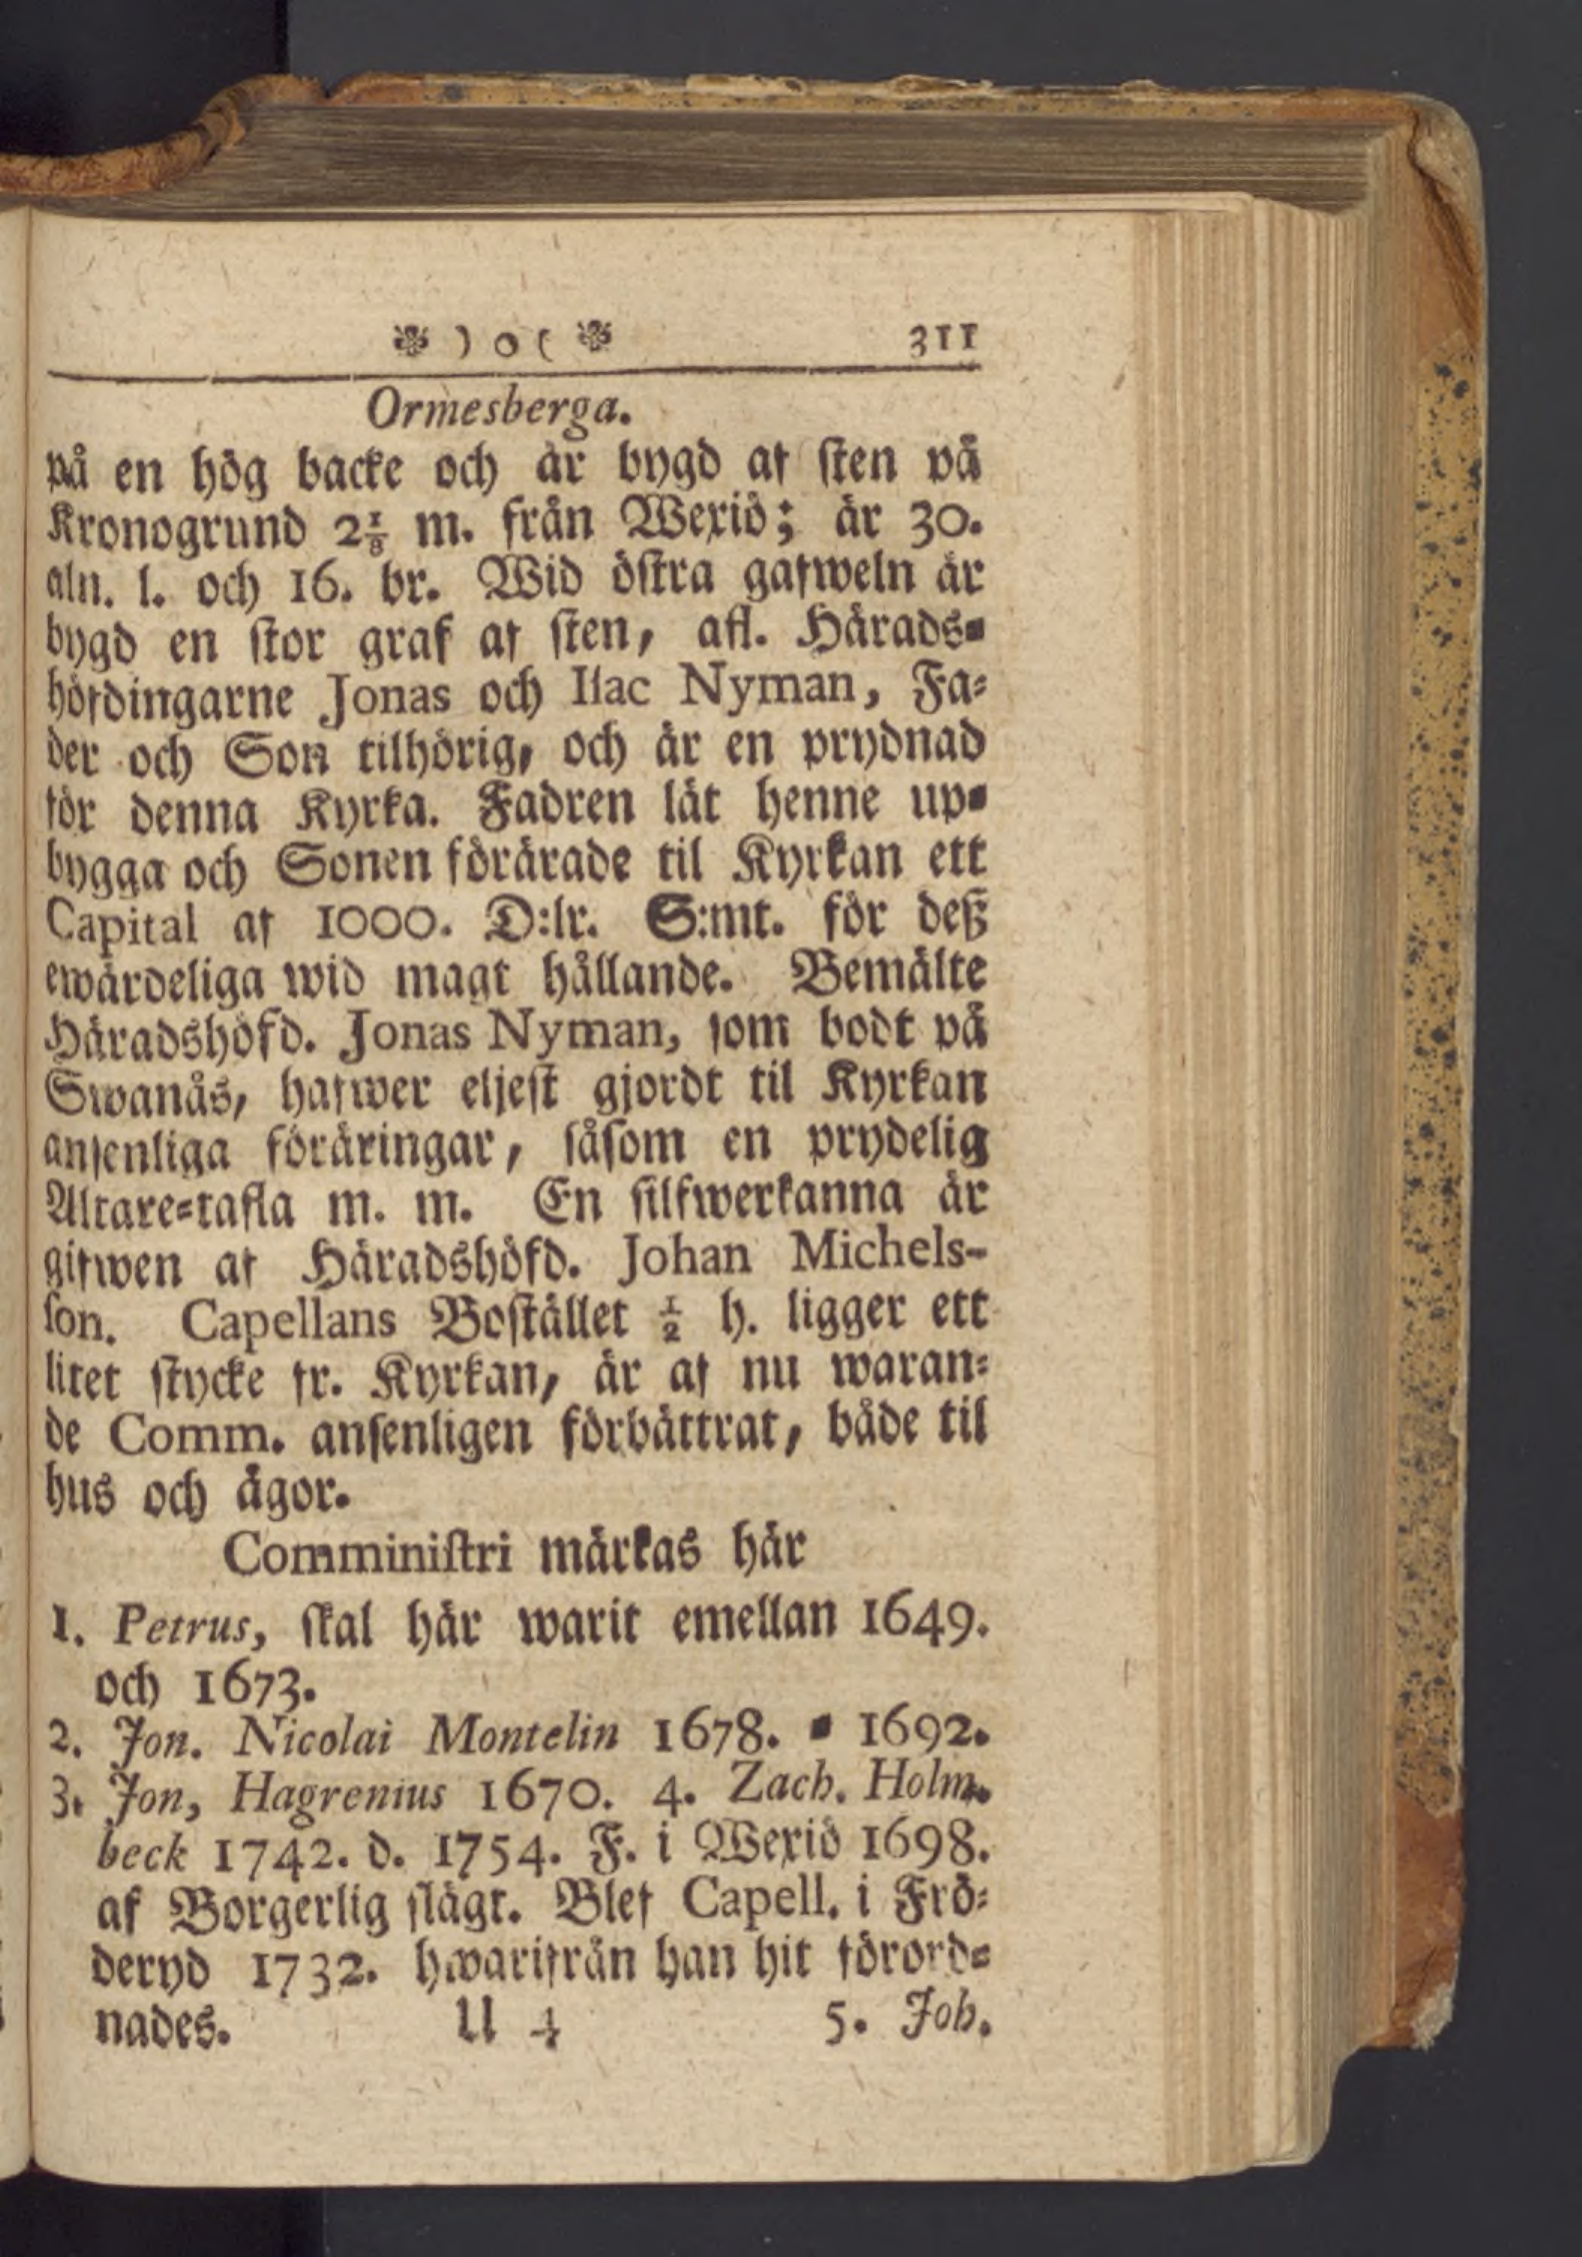 ❃ ) o ( ❃ 311
Ormesberga.
på en hög backe och är bygd af sten på
Kronogrund 2⅛ m. från Wexiö; är 30.
aln. l. och 16. br. Wid östra gafweln är
bygd en stor graf af sten, afl. Härads-
höfdingarne Jonas och Isac Nyman, Fa-
der och Son tilhörig, och är en prydnad
för denna Kyrka. Fadren lät henne up-
bygga och Sonen förärade til Kyrkan ett
Capital af 1000. D:lr. S:mt. för deß
ewärdeliga wid magt hållande. Bemälte
Häradshöfd. Jonas Nyman, som bodt på
Swanås, hafwer eljest gjordt til Kyrkan
ansenliga föräringar, såsom en prydelig
Altare-tafla m. m. En silfwerkanna är
gifwen af Häradshöfd. Johan Michels-
son. Capellans Bostället ½ h. ligger ett
litet stycke fr. Kyrkan, är af nu waran-
de Comm. ansenligen förbättrat, både til
hus och ägor.
Comministri märkas här
1. Petrus, skal här warit emellan 1649.
och 1673.
2. Jon. Nicolai Montelin 1678. - 1692.
3. Jon, Hagrenius 1670. 4. Zach. Holm-
beck 1742. d. 1754. F. i Wexiö 1698.
af Borgerlig slägt. Blef Capell. i Frö-
deryd 1732. hwarifrån han hit förord-
nades. U 4 5. Joh.